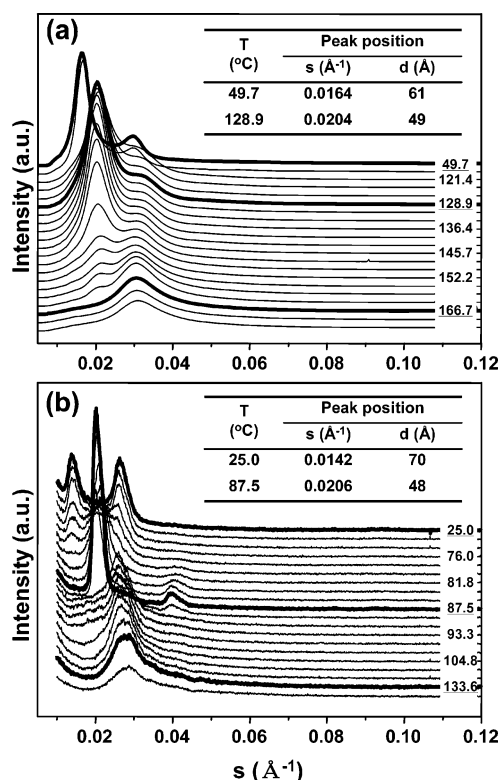 (a)
T Peak position
(°C) s (Å-1) d (Å)
49.7 0.0164 61
128.9 0.0204 49
Intensity (a.u.)
49.7
121.4
128.9
136.4
145.7
152.2
166.7
0.02 0.04 0.06 0.08 0.10 0.12
(b)
T Peak position
(°C) s (Å-1) d (Å)
25.0 0.0142 70
87.5 0.0206 48
Intensity (a.u.)
25.0
76.0
81.8
87.5
93.3
104.8
133.6
0.02 0.04 0.06 0.08 0.10 0.12
s (Å-1)